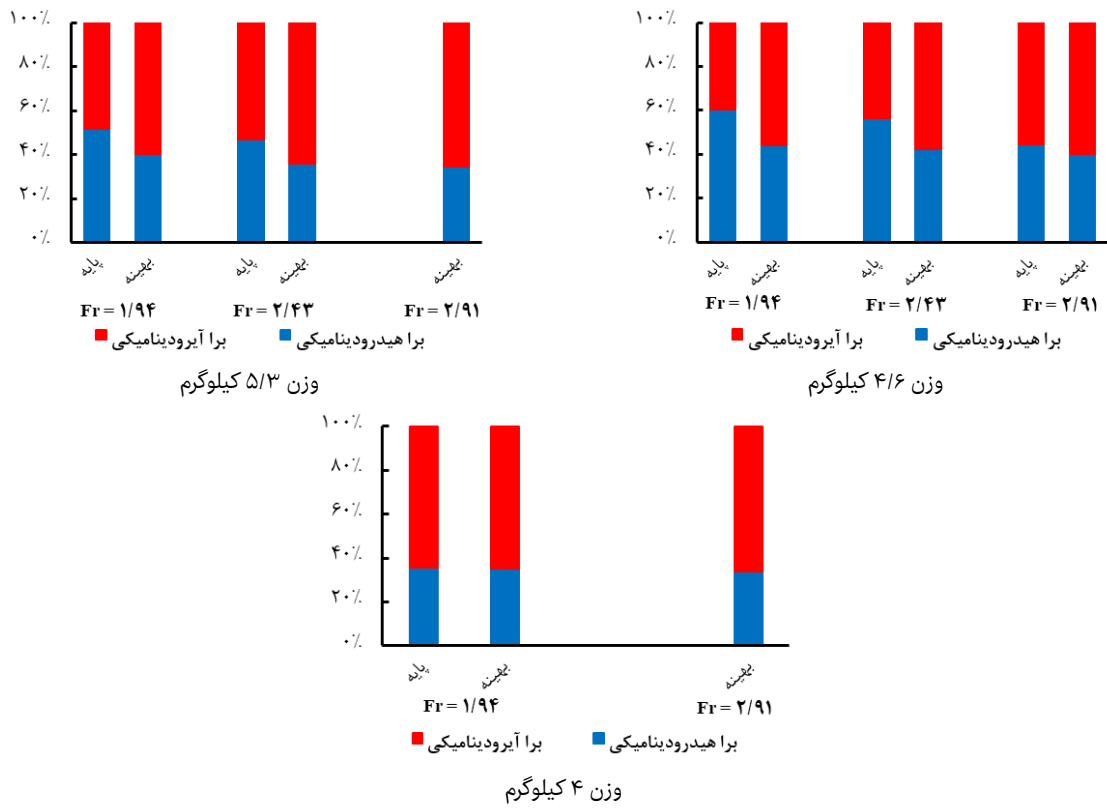 ۱۰۰٪
۸۰٪
۶۰٪
۴۰٪
۲۰٪
۰٪
پایه
بهینه
پایه
بهینه
بهینه
Fr = ۱/۹۴
Fr = ۲/۴۳
Fr = ۲/۹۱
برا آیرودینامیکی
برا هیدرودینامیکی
وزن ۵/۳ کیلوگرم
۱۰۰٪
۸۰٪
۶۰٪
۴۰٪
۲۰٪
۰٪
پایه
بهینه
پایه
بهینه
پایه
بهینه
Fr = ۱/۹۴
Fr = ۲/۴۳
Fr = ۲/۹۱
برا آیرودینامیکی
برا هیدرودینامیکی
وزن ۴/۶ کیلوگرم
۱۰۰٪
۸۰٪
۶۰٪
۴۰٪
۲۰٪
۰٪
پایه
بهینه
بهینه
Fr = ۱/۹۴
Fr = ۲/۹۱
برا آیرودینامیکی
برا هیدرودینامیکی
وزن ۴ کیلوگرم